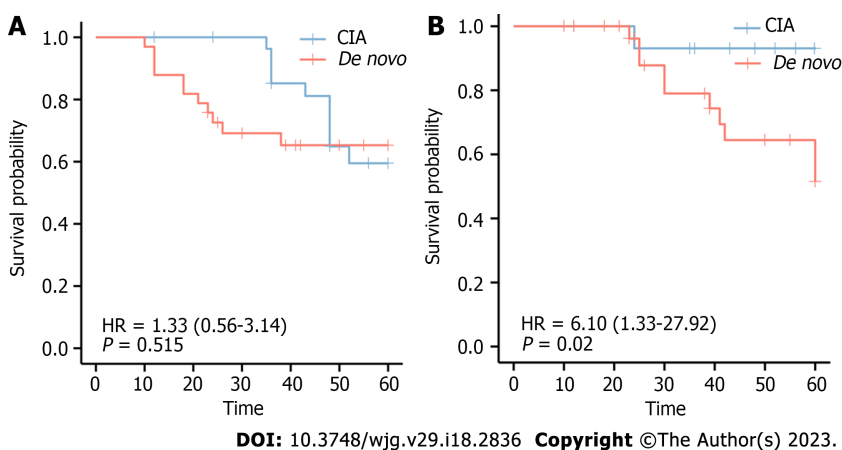 A
CIA
De novo
Survival probability
1.0
0.8
0.6
0.4
0.2
0.0
HR = 1.33 (0.56-3.14)
P = 0.515
0 10 20 30 40 50 60
Time
B
CIA
De novo
Survival probability
1.0
0.8
0.6
0.4
0.2
0.0
HR = 6.10 (1.33-27.92)
P = 0.02
0 10 20 30 40 50 60
Time
DOI: 10.3748/wjg.v29.i18.2836 Copyright ©The Author(s) 2023.